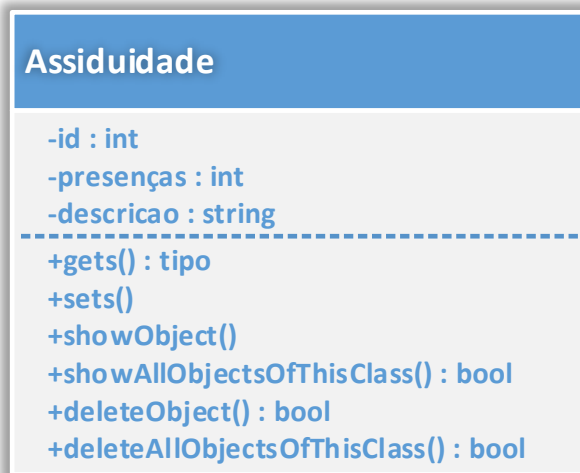 Assiduidade
-id : int
-presenças : int
-descricao : string
+gets() : tipo
+sets()
+showObject()
+showAllObjectsOfThisClass() : bool
+deleteObject() : bool
+deleteAllObjectsOfThisClass() : bool